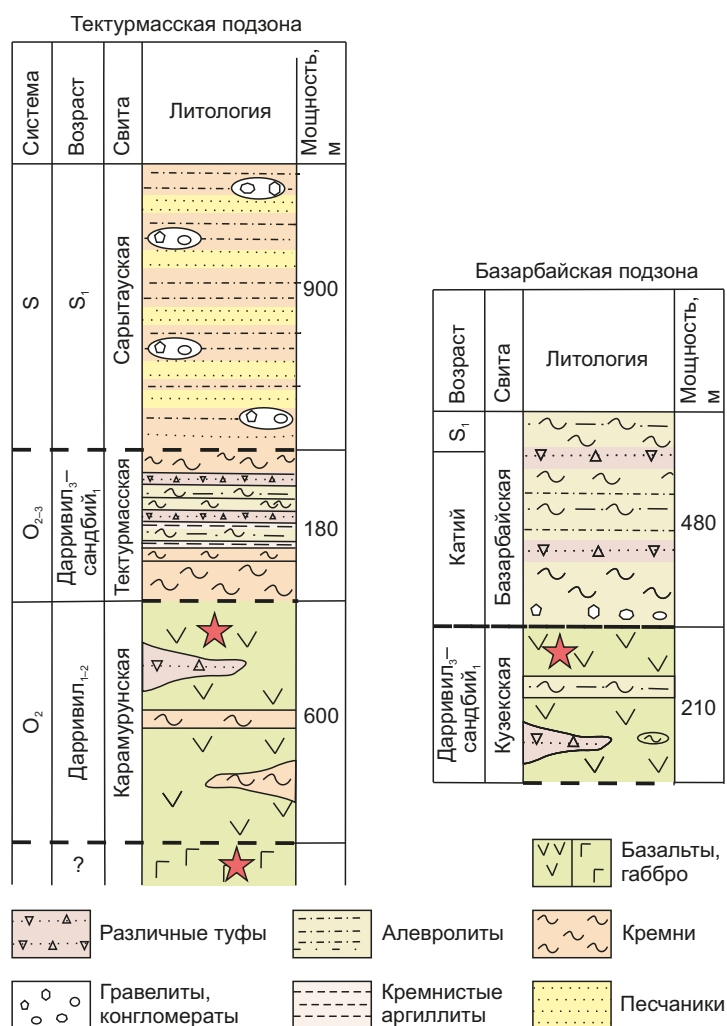 Тектурмасская подзона
Система
Возраст
Свита
Литология
Мощность,
м
S
S₁
Сарытауская
900
O₂₋₃
Дарривил₃–
сандбий₁
Тектурмасская
180
O₂
Дарривил₁₋₂
Карамурунская
600
?
Базарбайская подзона
Возраст
Свита
Литология
Мощность,
м
S₁
Катий
Базарбайская
480
Дарривил₃–
сандбий₁
Кузекская
210
Базальты,
габбро
Различные туфы
Алевролиты
Кремни
Гравелиты,
конгломераты
Кремнистые
аргиллиты
Песчаники